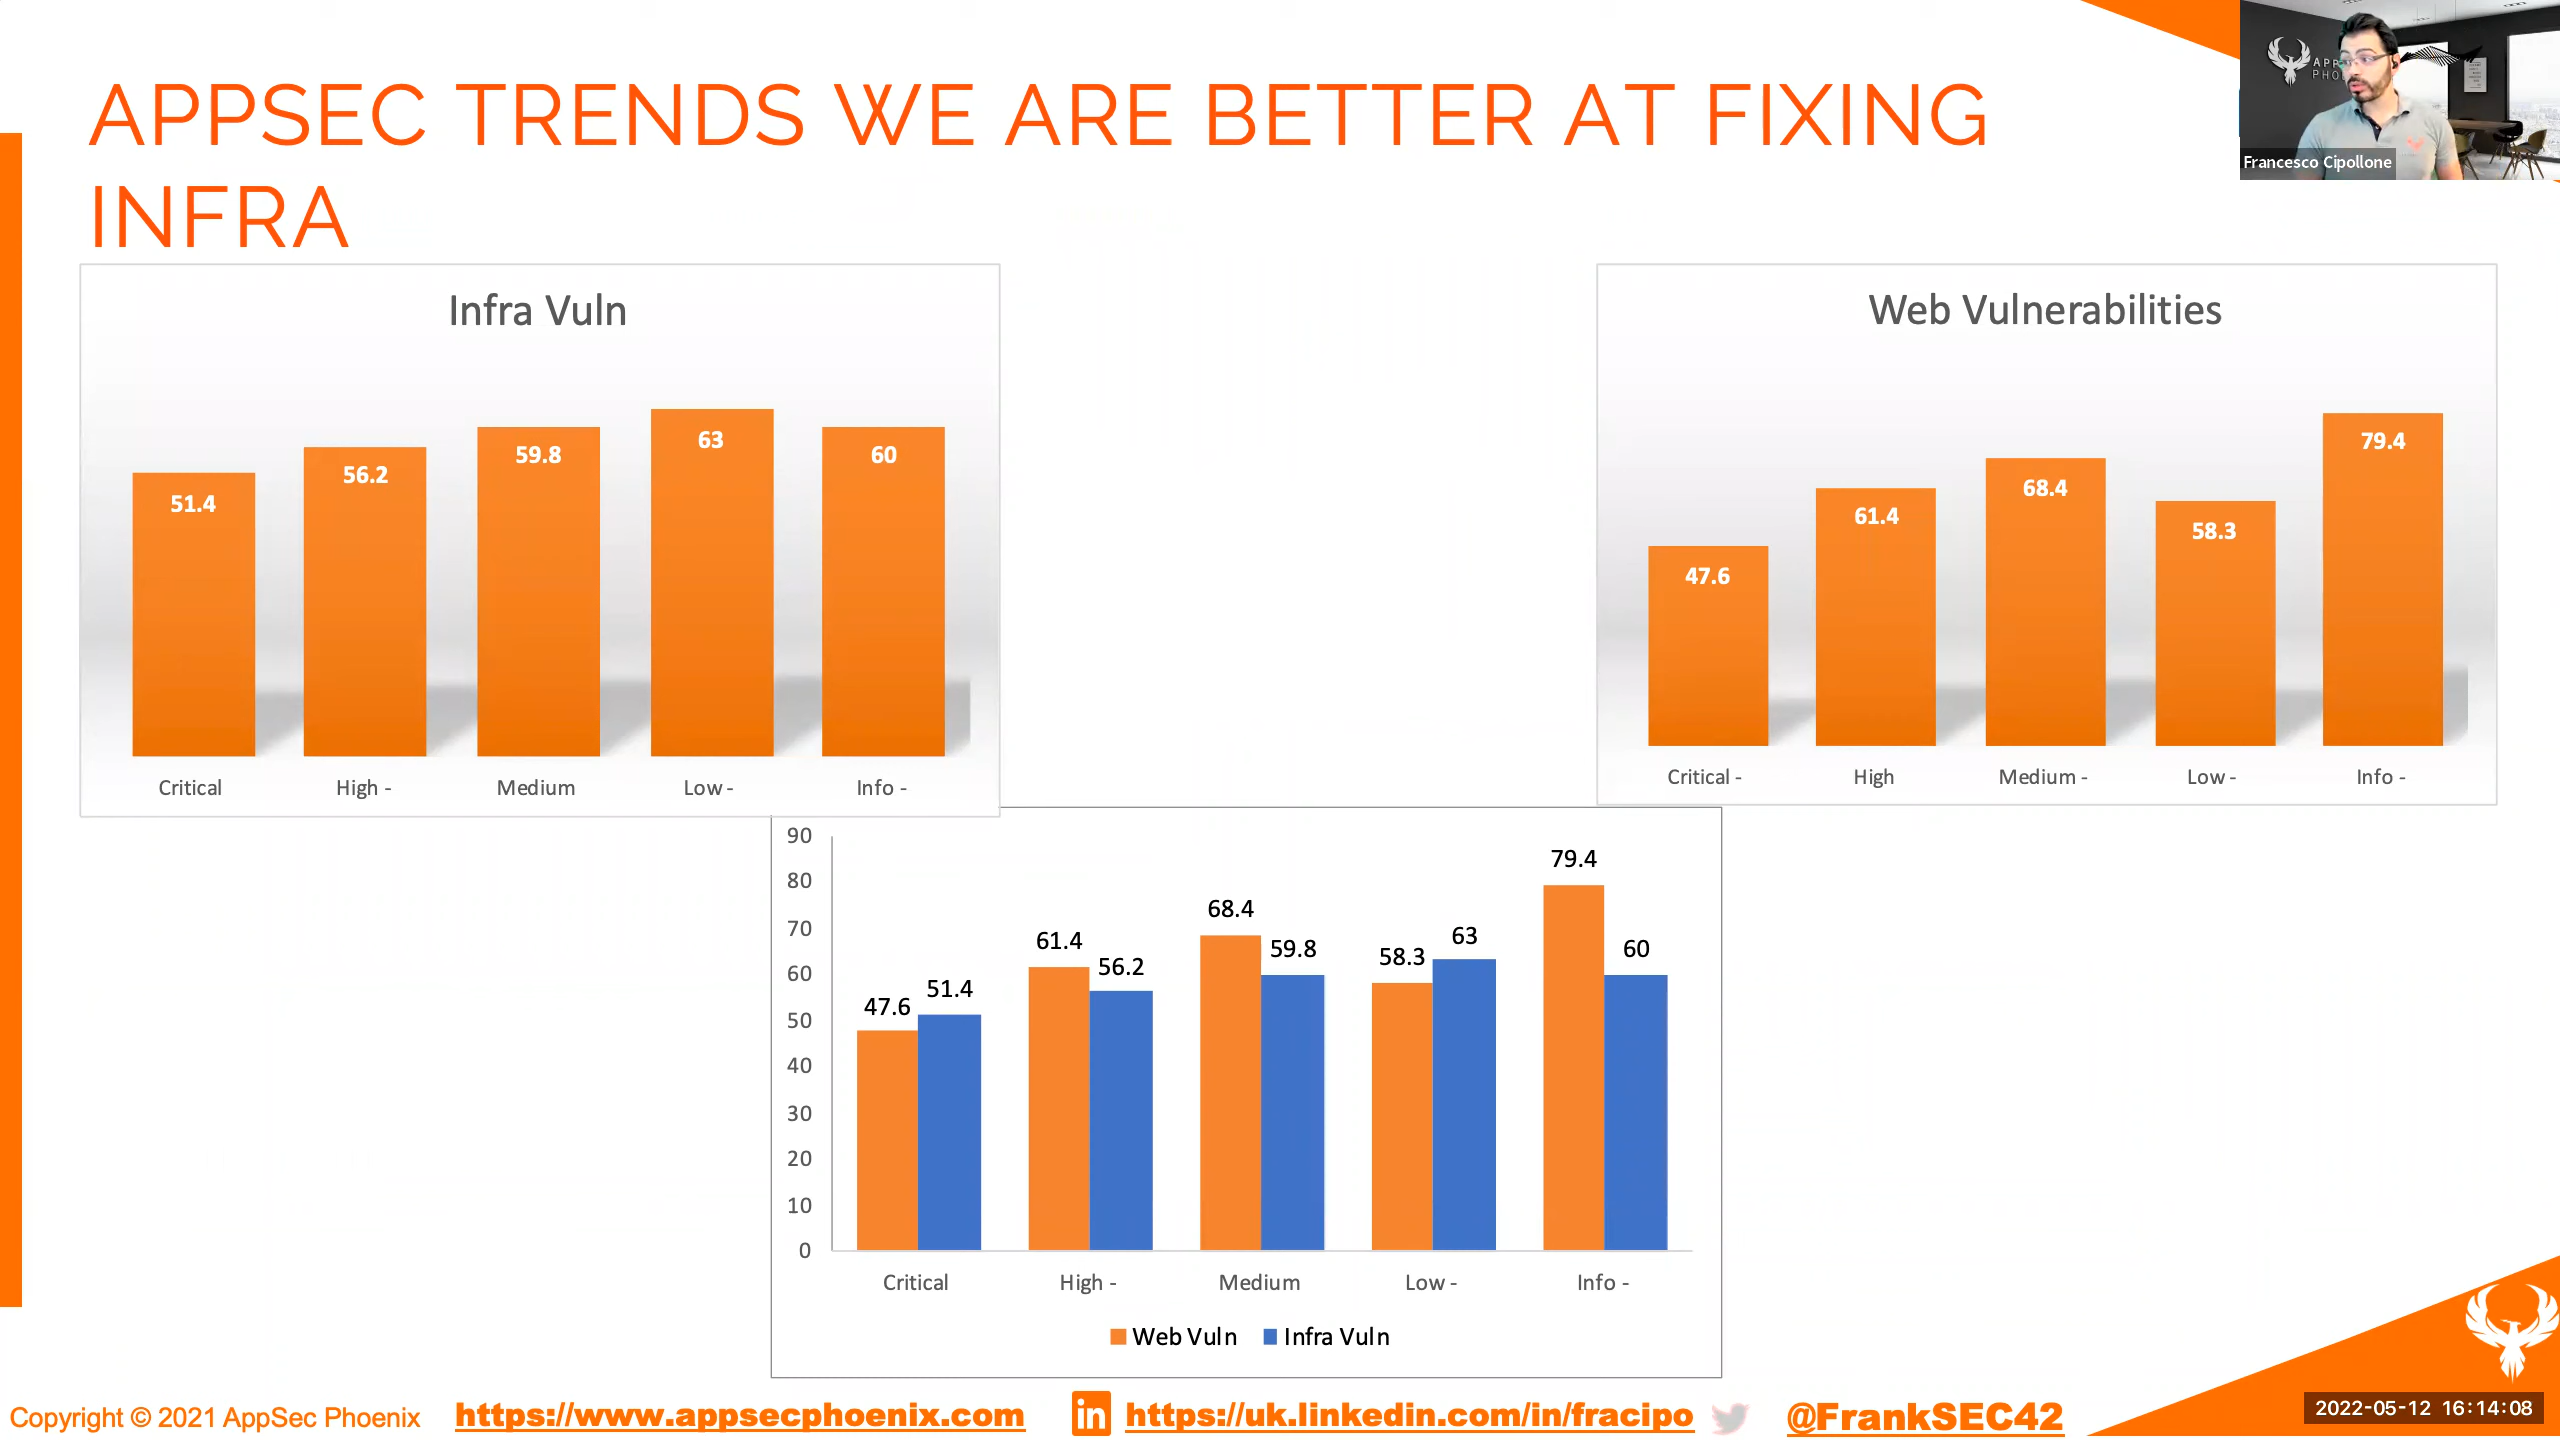 APPSEC TRENDS WE ARE BETTER AT FIXING
INFRA
Francesco Cipollone
Infra Vuln
51.4
56.2
59.8
63
60
Critical
High -
Medium
Low -
Info -
Web Vulnerabilities
47.6
61.4
68.4
58.3
79.4
Critical -
High
Medium -
Low -
Info -
90
80
70
60
50
40
30
20
10
0
47.6
51.4
61.4
56.2
68.4
59.8
58.3
63
79.4
60
Critical
High -
Medium
Low -
Info -
Web Vuln
Infra Vuln
Copyright © 2021 AppSec Phoenix
https://www.appsecphoenix.com
in
https://uk.linkedin.com/in/fracipo
@FrankSEC42
2022-05-12 16:14:08